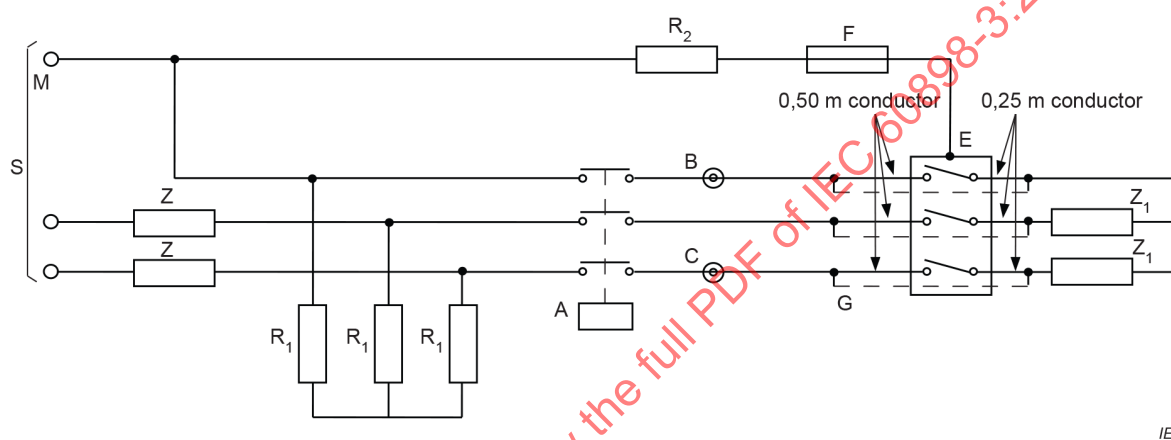 R2
F
M
0,50 m conductor
0,25 m conductor
S
E
B
Z
Z1
Z
C
Z1
A
G
R1
R1
R1
the full PDF of IEC 60898-3:2
IE